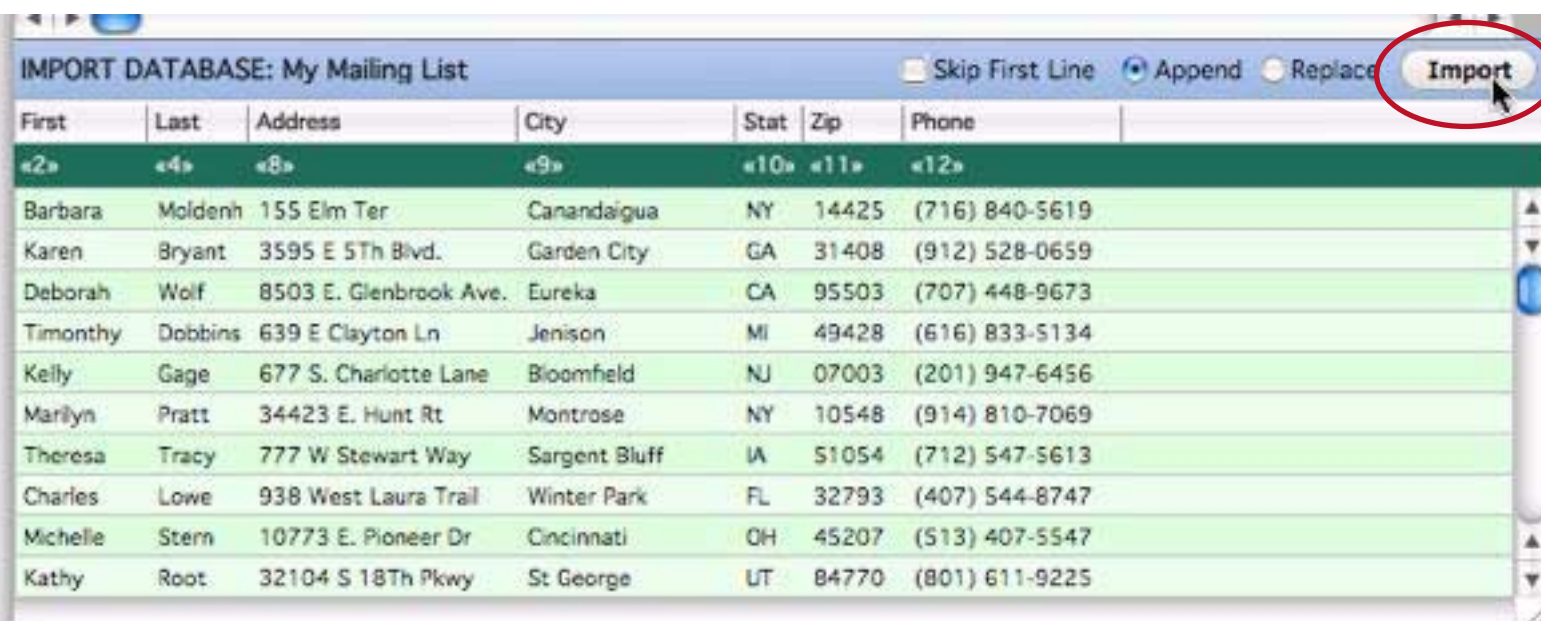 IMPORT DATABASE: My Mailing List Skip First Line Append Replace Import
First Last Address City Stat Zip Phone
«2» «4» «8» «9» «10» «11» «12»
Barbara Moldenh 155 Elm Ter Canandaigua NY 14425 (716) 840-5619
Karen Bryant 3595 E 5Th Blvd. Garden City GA 31408 (912) 528-0659
Deborah Wolf 8503 E. Glenbrook Ave. Eureka CA 95503 (707) 448-9673
Timonthy Dobbins 639 E Clayton Ln Jenison MI 49428 (616) 833-5134
Kelly Gage 677 S. Charlotte Lane Bloomfield NJ 07003 (201) 947-6456
Marilyn Pratt 34423 E. Hunt Rt Montrose NY 10548 (914) 810-7069
Theresa Tracy 777 W Stewart Way Sargent Bluff IA 51054 (712) 547-5613
Charles Lowe 938 West Laura Trail Winter Park FL 32793 (407) 544-8747
Michelle Stern 10773 E. Pioneer Dr Cincinnati OH 45207 (513) 407-5547
Kathy Root 32104 S 18Th Pkwy St George UT 84770 (801) 611-9225